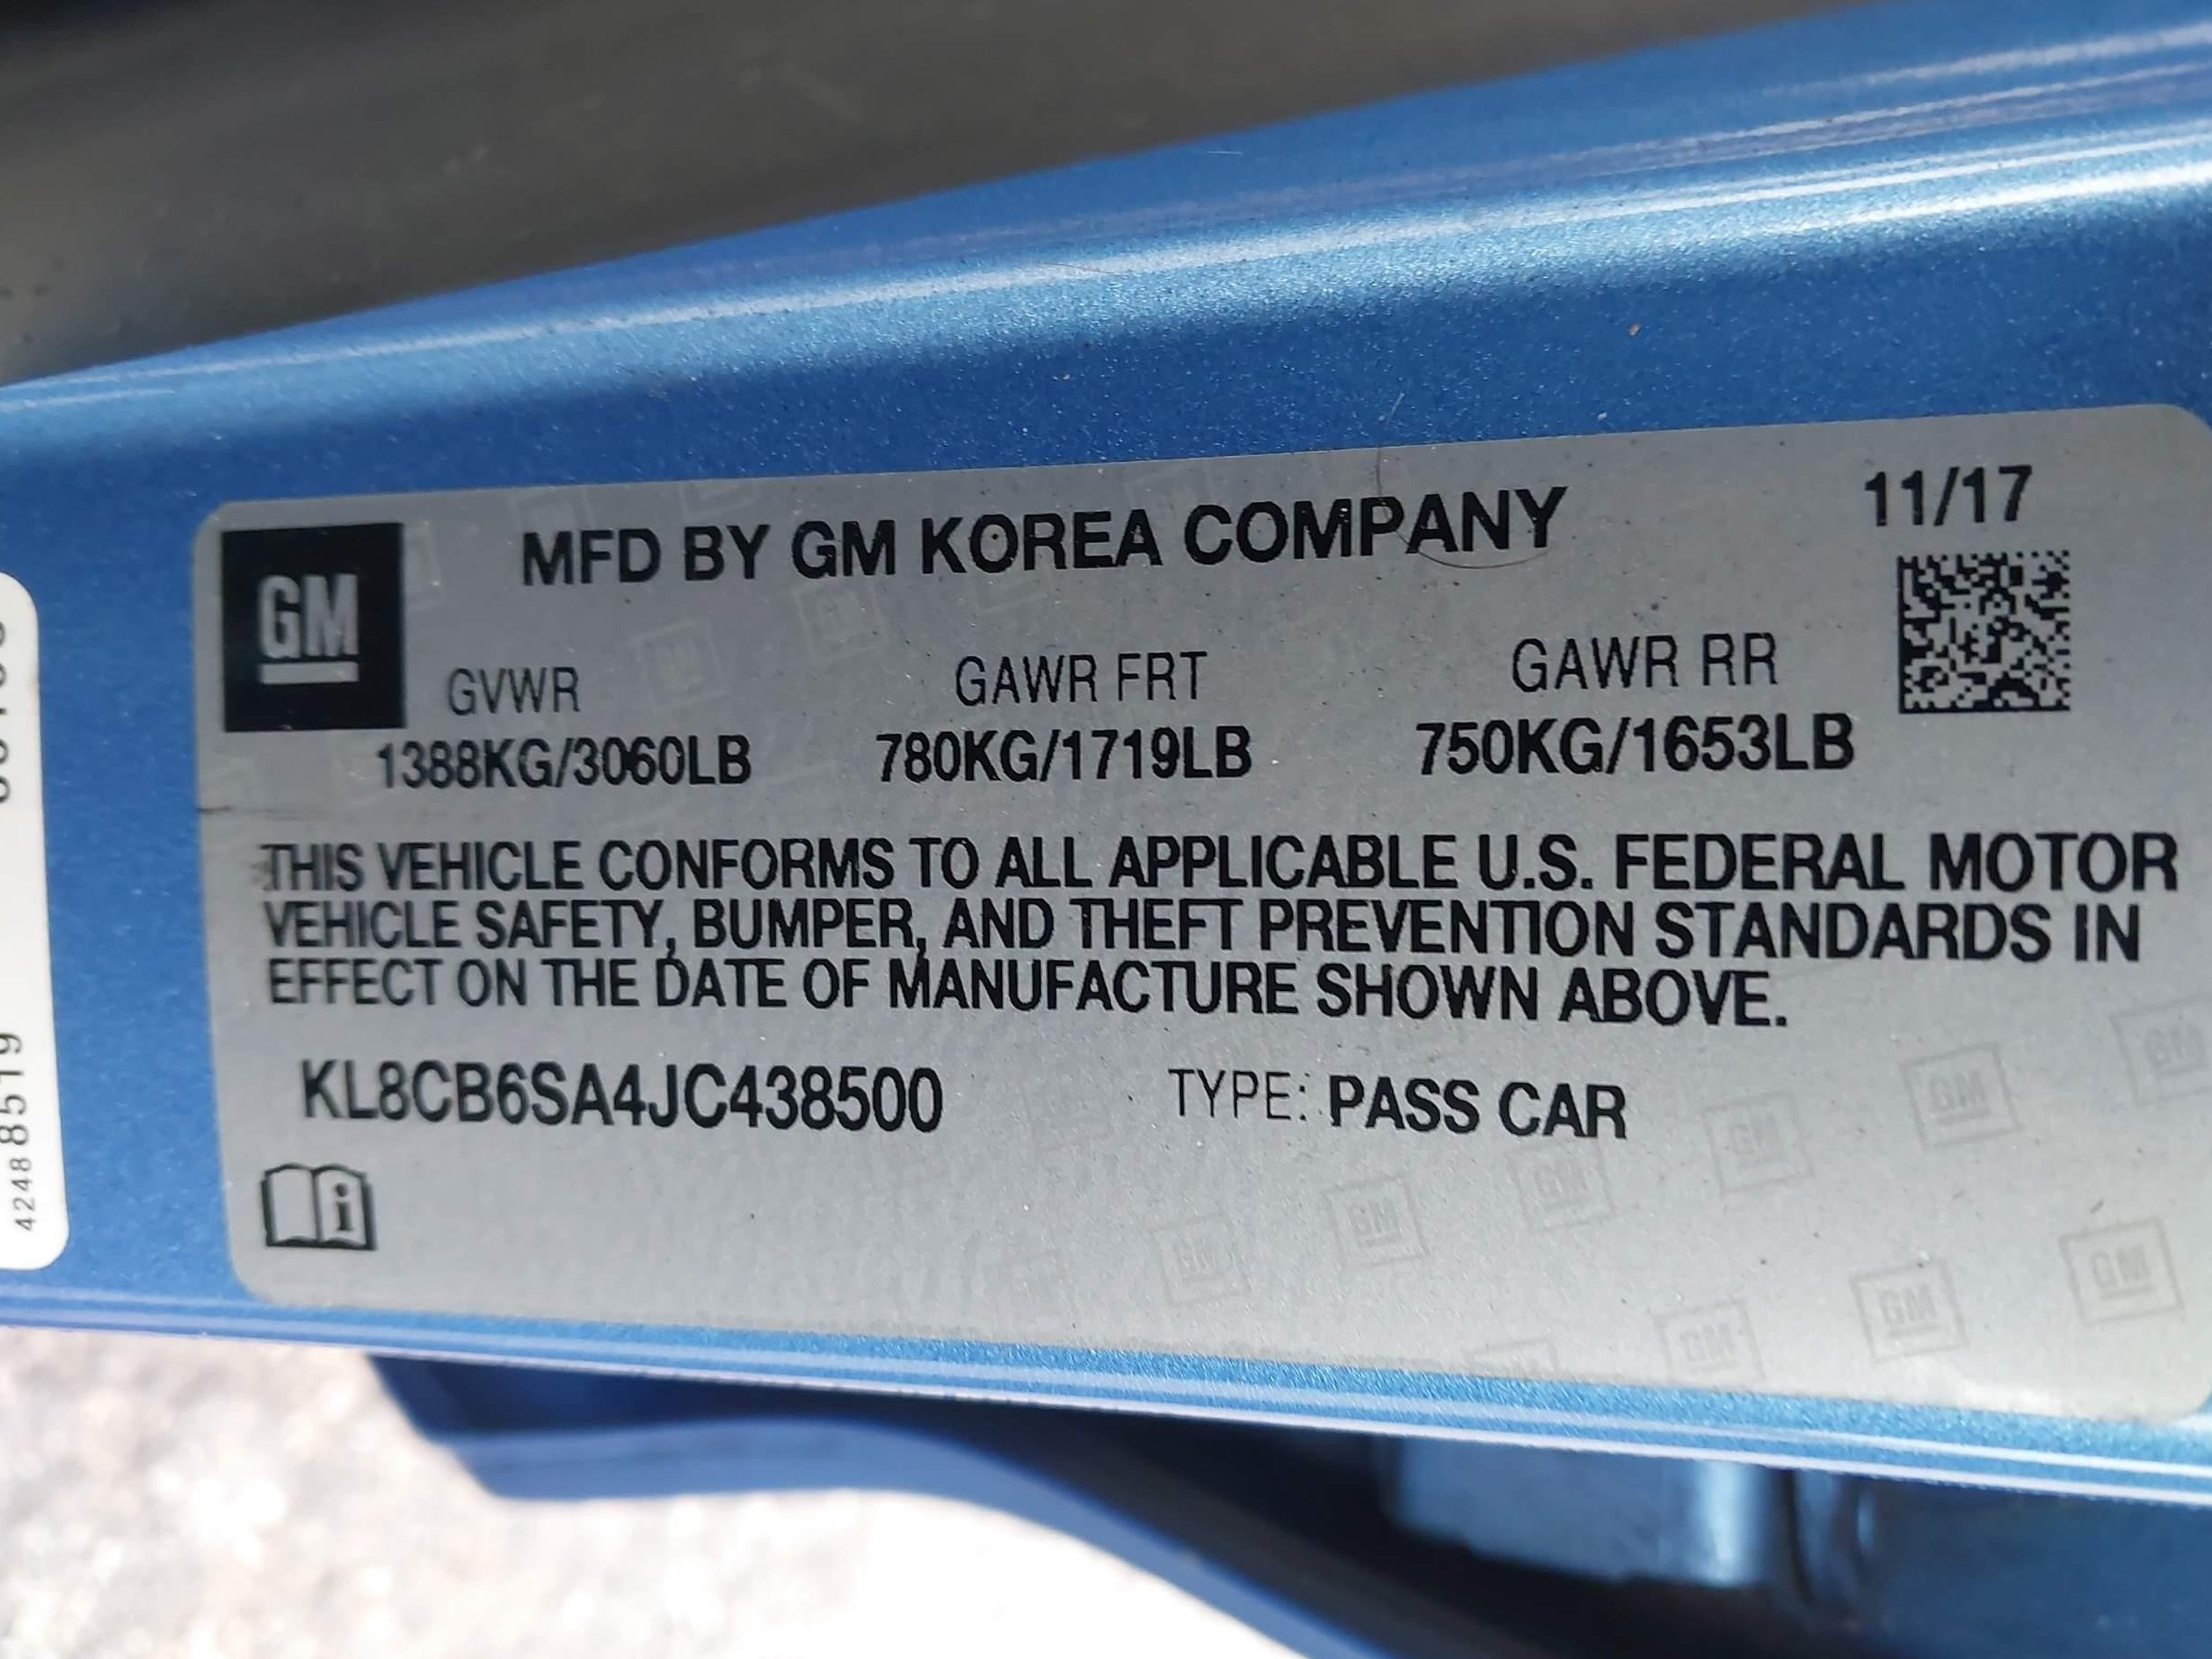 MFD BY GM KOREA COMPANY 11/17
GM
GVWR GAWR FRT GAWR RR
1388KG/3060LB 780KG/1719LB 750KG/1653LB
THIS VEHICLE CONFORMS TO ALL APPLICABLE U.S. FEDERAL MOTOR
VEHICLE SAFETY, BUMPER, AND THEFT PREVENTION STANDARDS IN
EFFECT ON THE DATE OF MANUFACTURE SHOWN ABOVE.
KL8CB6SA4JC438500 TYPE: PASS CAR
i
42488519